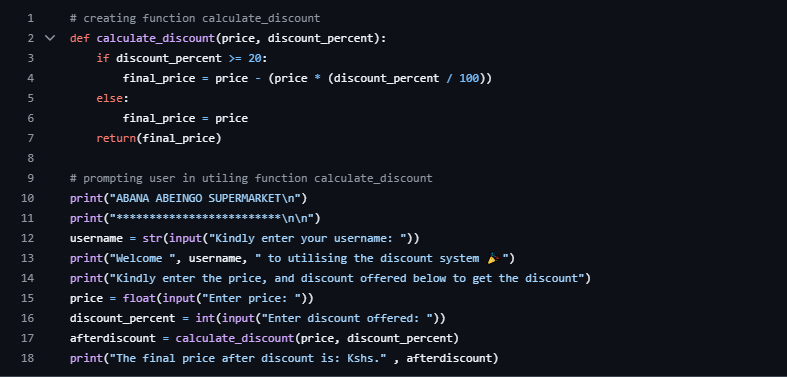 1 # creating function calculate_discount
2 def calculate_discount(price, discount_percent):
3     if discount_percent >= 20:
4         final_price = price - (price * (discount_percent / 100))
5     else:
6         final_price = price
7     return(final_price)
8
9 # prompting user in utiling function calculate_discount
10 print("ABANA ABEINGO SUPERMARKET\n")
11 print("*************************\n\n")
12 username = str(input("Kindly enter your username: "))
13 print("Welcome ", username, " to utilising the discount system 🎉")
14 print("Kindly enter the price, and discount offered below to get the discount")
15 price = float(input("Enter price: "))
16 discount_percent = int(input("Enter discount offered: "))
17 afterdiscount = calculate_discount(price, discount_percent)
18 print("The final price after discount is: Kshs." , afterdiscount)